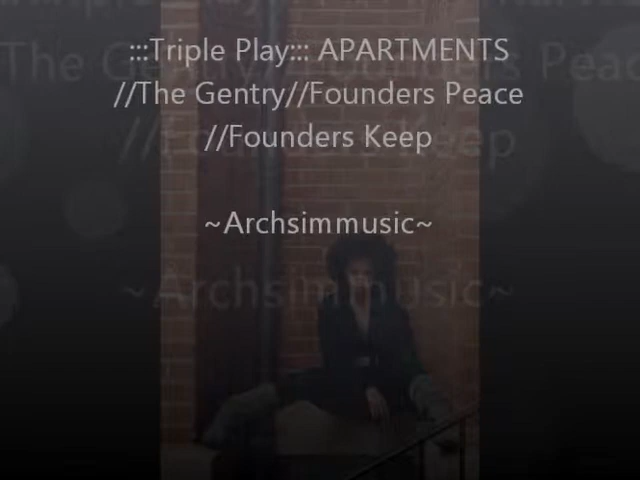 :::Triple Play::: APARTMENTS
//The Gentry//Founders Peace
//Founders Keep
~Archsimmusic~